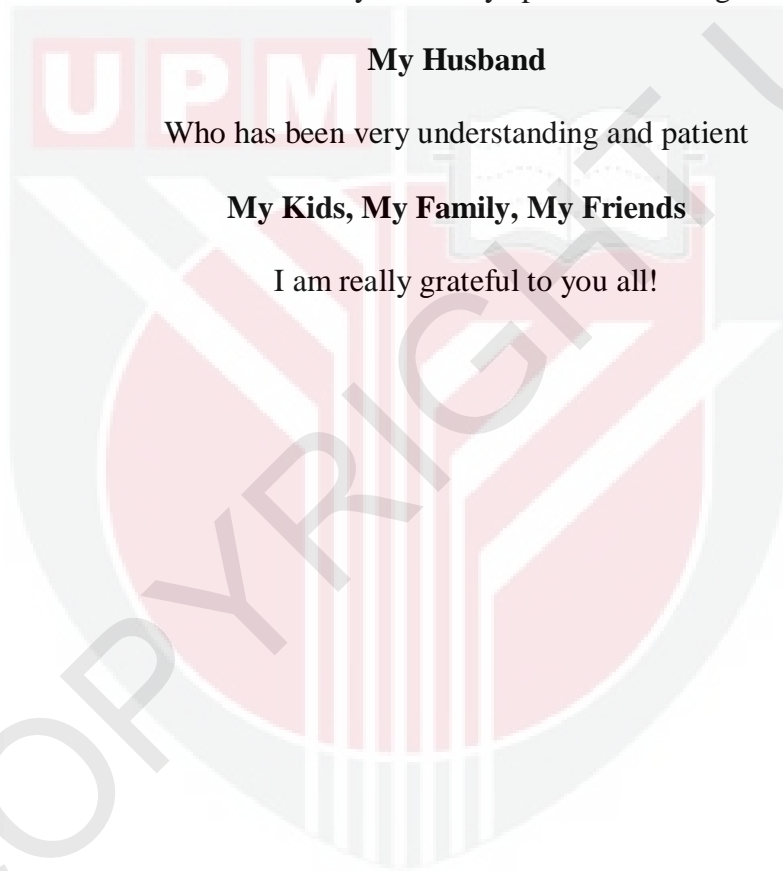 My Husband
UPM
Who has been very understanding and patient
My Kids, My Family, My Friends
I am really grateful to you all!
COPYRIGHT U